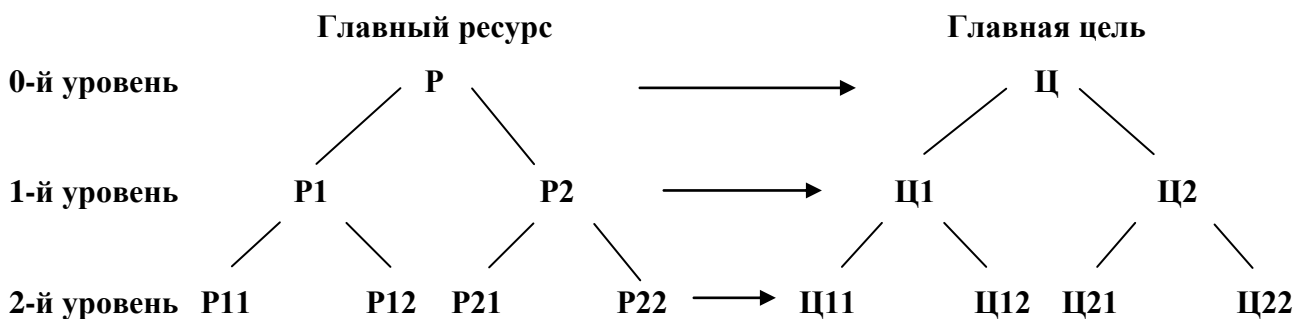 Главный ресурс Главная цель
0-й уровень Р Ц
1-й уровень Р1 Р2 Ц1 Ц2
2-й уровень Р11 Р12 Р21 Р22 Ц11 Ц12 Ц21 Ц22